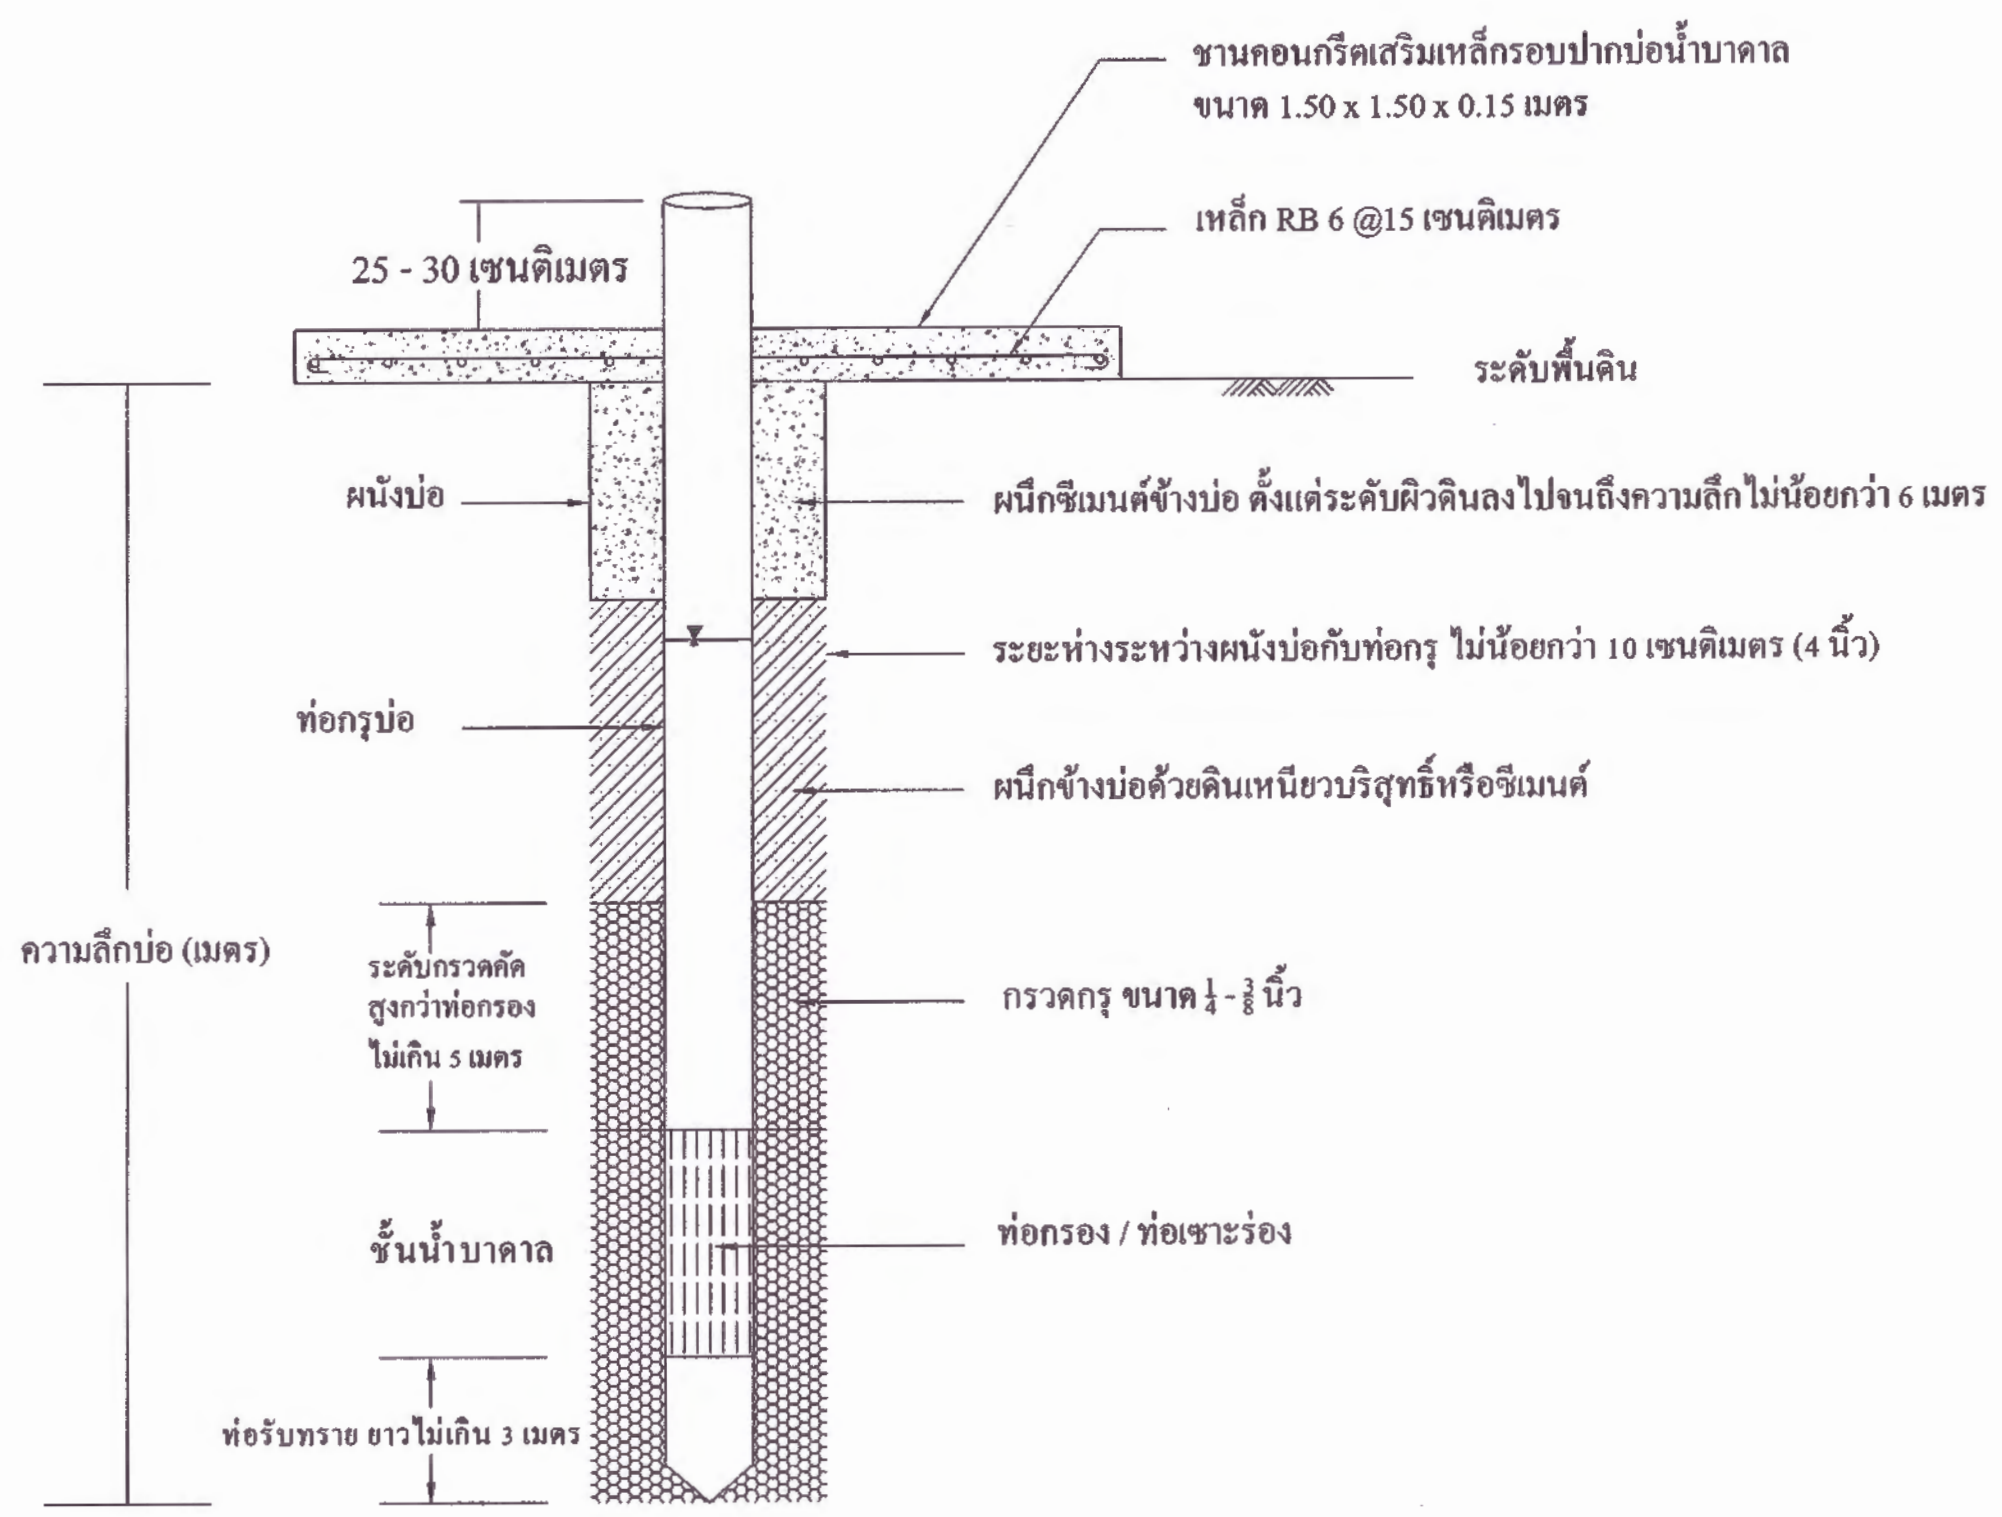 ชานคอนกรีตเสริมเหล็กรอบปากบ่อน้ำบาดาล
ขนาด 1.50 x 1.50 x 0.15 เมตร
เหล็ก RB 6 @15 เซนติเมตร
25 - 30 เซนติเมตร
ระดับพื้นดิน
ผนังบ่อ
ผนึกซีเมนต์ข้างบ่อ ตั้งแต่ระดับผิวดินลงไปจนถึงความลึกไม่น้อยกว่า 6 เมตร
ระยะห่างระหว่างผนังบ่อกับท่อกรุ ไม่น้อยกว่า 10 เซนติเมตร (4 นิ้ว)
ท่อกรุบ่อ
ผนึกข้างบ่อด้วยดินเหนียวบริสุทธิ์หรือซีเมนต์
ความลึกบ่อ (เมตร)
ระดับกรวดคัด
สูงกว่าท่อกรอง
ไม่เกิน 5 เมตร
กรวดกรุ ขนาด 1/4 - 3/8 นิ้ว
ชั้นน้ำบาดาล
ท่อกรอง / ท่อเซาะร่อง
ท่อรับทราย ยาวไม่เกิน 3 เมตร